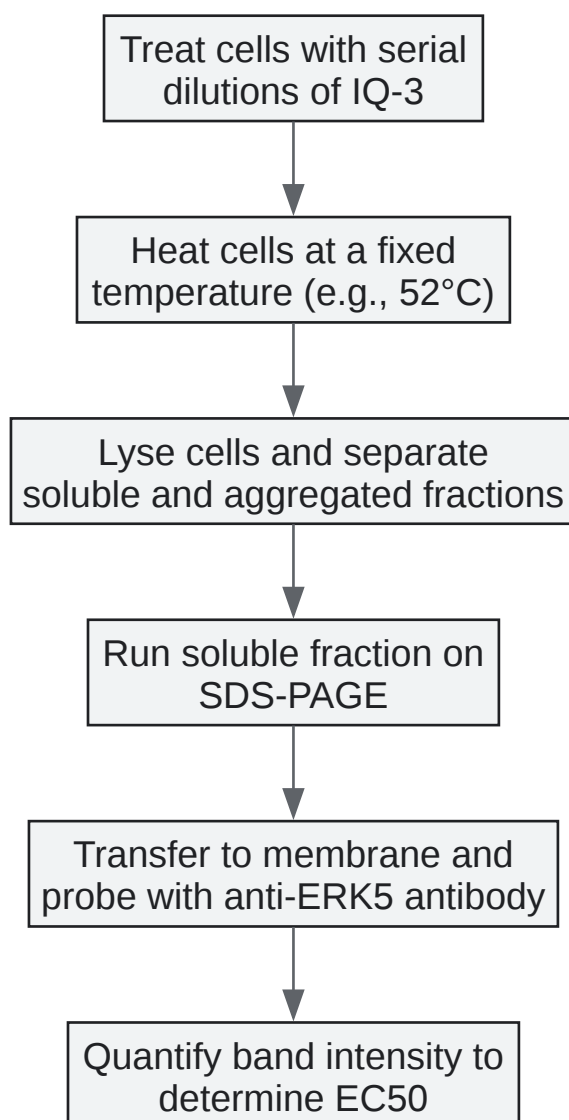 Treat cells with serial
dilutions of IQ-3
Heat cells at a fixed
temperature (e.g., 52°C)
Lyse cells and separate
soluble and aggregated fractions
Run soluble fraction on
SDS-PAGE
Transfer to membrane and
probe with anti-ERK5 antibody
Quantify band intensity to
determine EC50